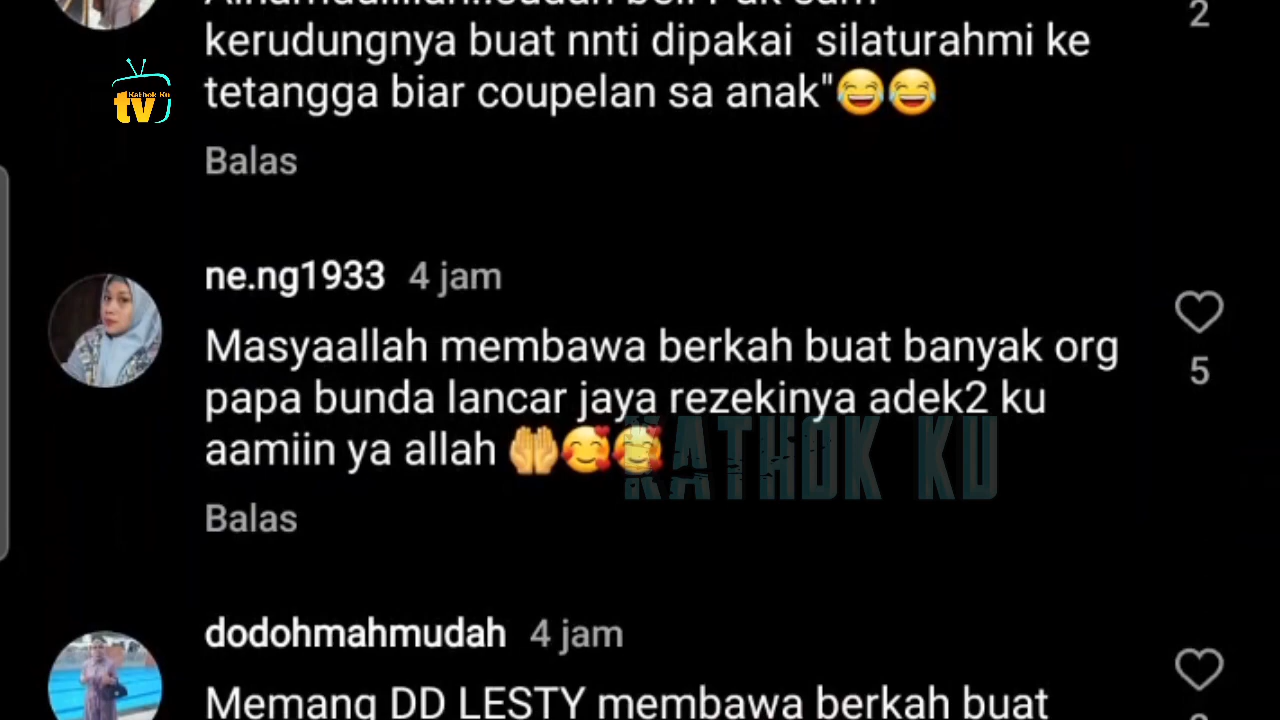 2
kerudungnya buat nnti dipakai silaturahmi ke
tetangga biar coupelan sa anak"😂😂
Kathok Ku
tv
Balas
ne.ng1933 4 jam
Masyaallah membawa berkah buat banyak org
papa bunda lancar jaya rezekinya adek2 ku
aamiin ya allah 🤲🥰🥰
5
KATHOK KU
Balas
dodohmahmudah 4 jam
Memang DD LESTY membawa berkah buat